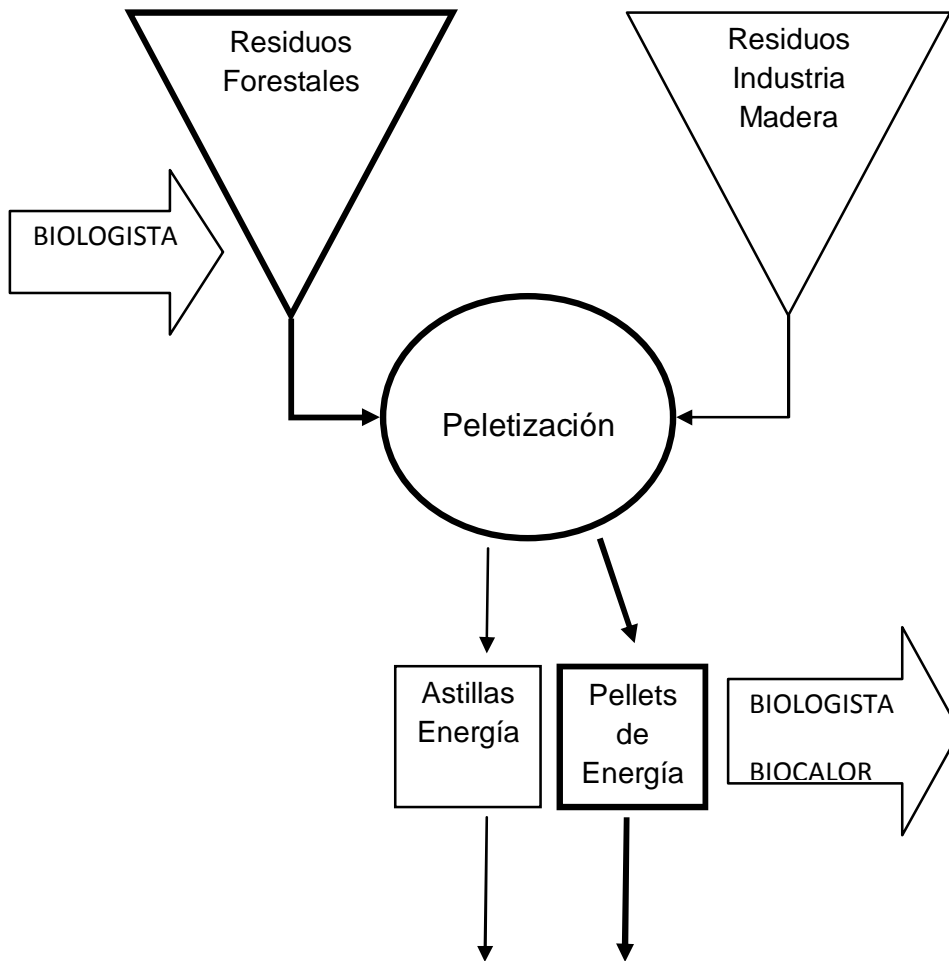 Residuos
Forestales
Residuos
Industria
Madera
BIOLOGISTA
Peletización
Astillas
Energía
Pellets
de
Energía
BIOLOGISTA
BIOCALOR